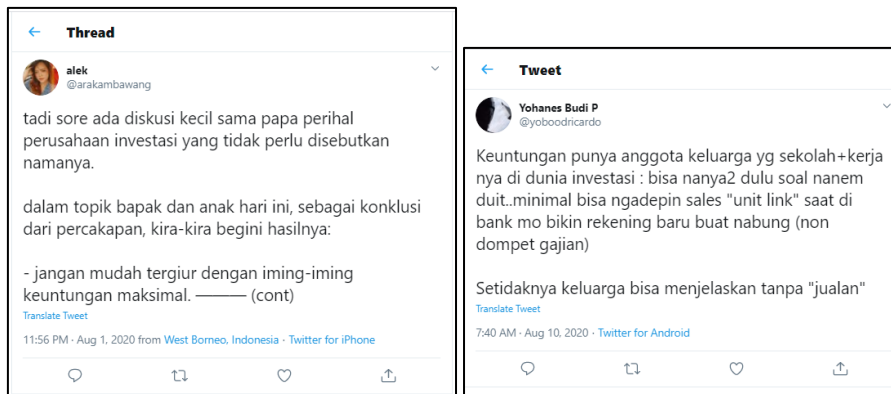 Thread
alek
@arakambawang
tadi sore ada diskusi kecil sama papa perihal
perusahaan investasi yang tidak perlu disebutkan
namanya.
dalam topik bapak dan anak hari ini, sebagai konklusi
dari percakapan, kira-kira begini hasilnya:
- jangan mudah tergiur dengan iming-iming
keuntungan maksimal. ——— (cont)
Translate Tweet
11:56 PM · Aug 1, 2020 from West Borneo, Indonesia · Twitter for iPhone
Tweet
Yohanes Budi P
@yoboodricardo
Keuntungan punya anggota keluarga yg sekolah+kerja
nya di dunia investasi : bisa nanya2 dulu soal nanem
duit..minimal bisa ngadepin sales "unit link" saat di
bank mo bikin rekening baru buat nabung (non
dompet gajian)
Setidaknya keluarga bisa menjelaskan tanpa "jualan"
Translate Tweet
7:40 AM · Aug 10, 2020 · Twitter for Android